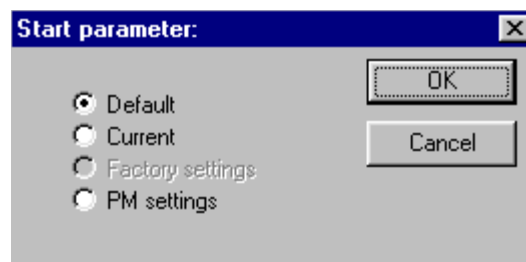 Start parameter:
OK
Default
Current
Cancel
Factory settings
PM settings